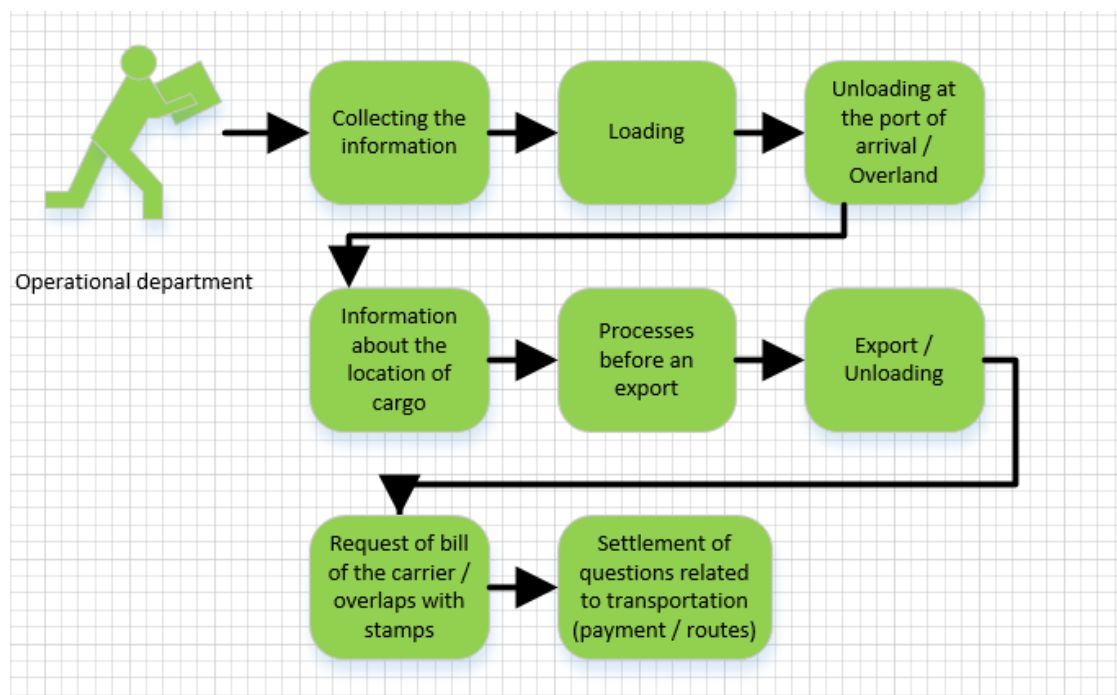 Collecting the
information
Loading
Unloading at
the port of
arrival /
Overland
Operational department
Information
about the
location of
cargo
Processes
before an
export
Export /
Unloading
Request of bill
of the carrier /
overlaps with
stamps
Settlement of
questions related
to transportation
(payment / routes)